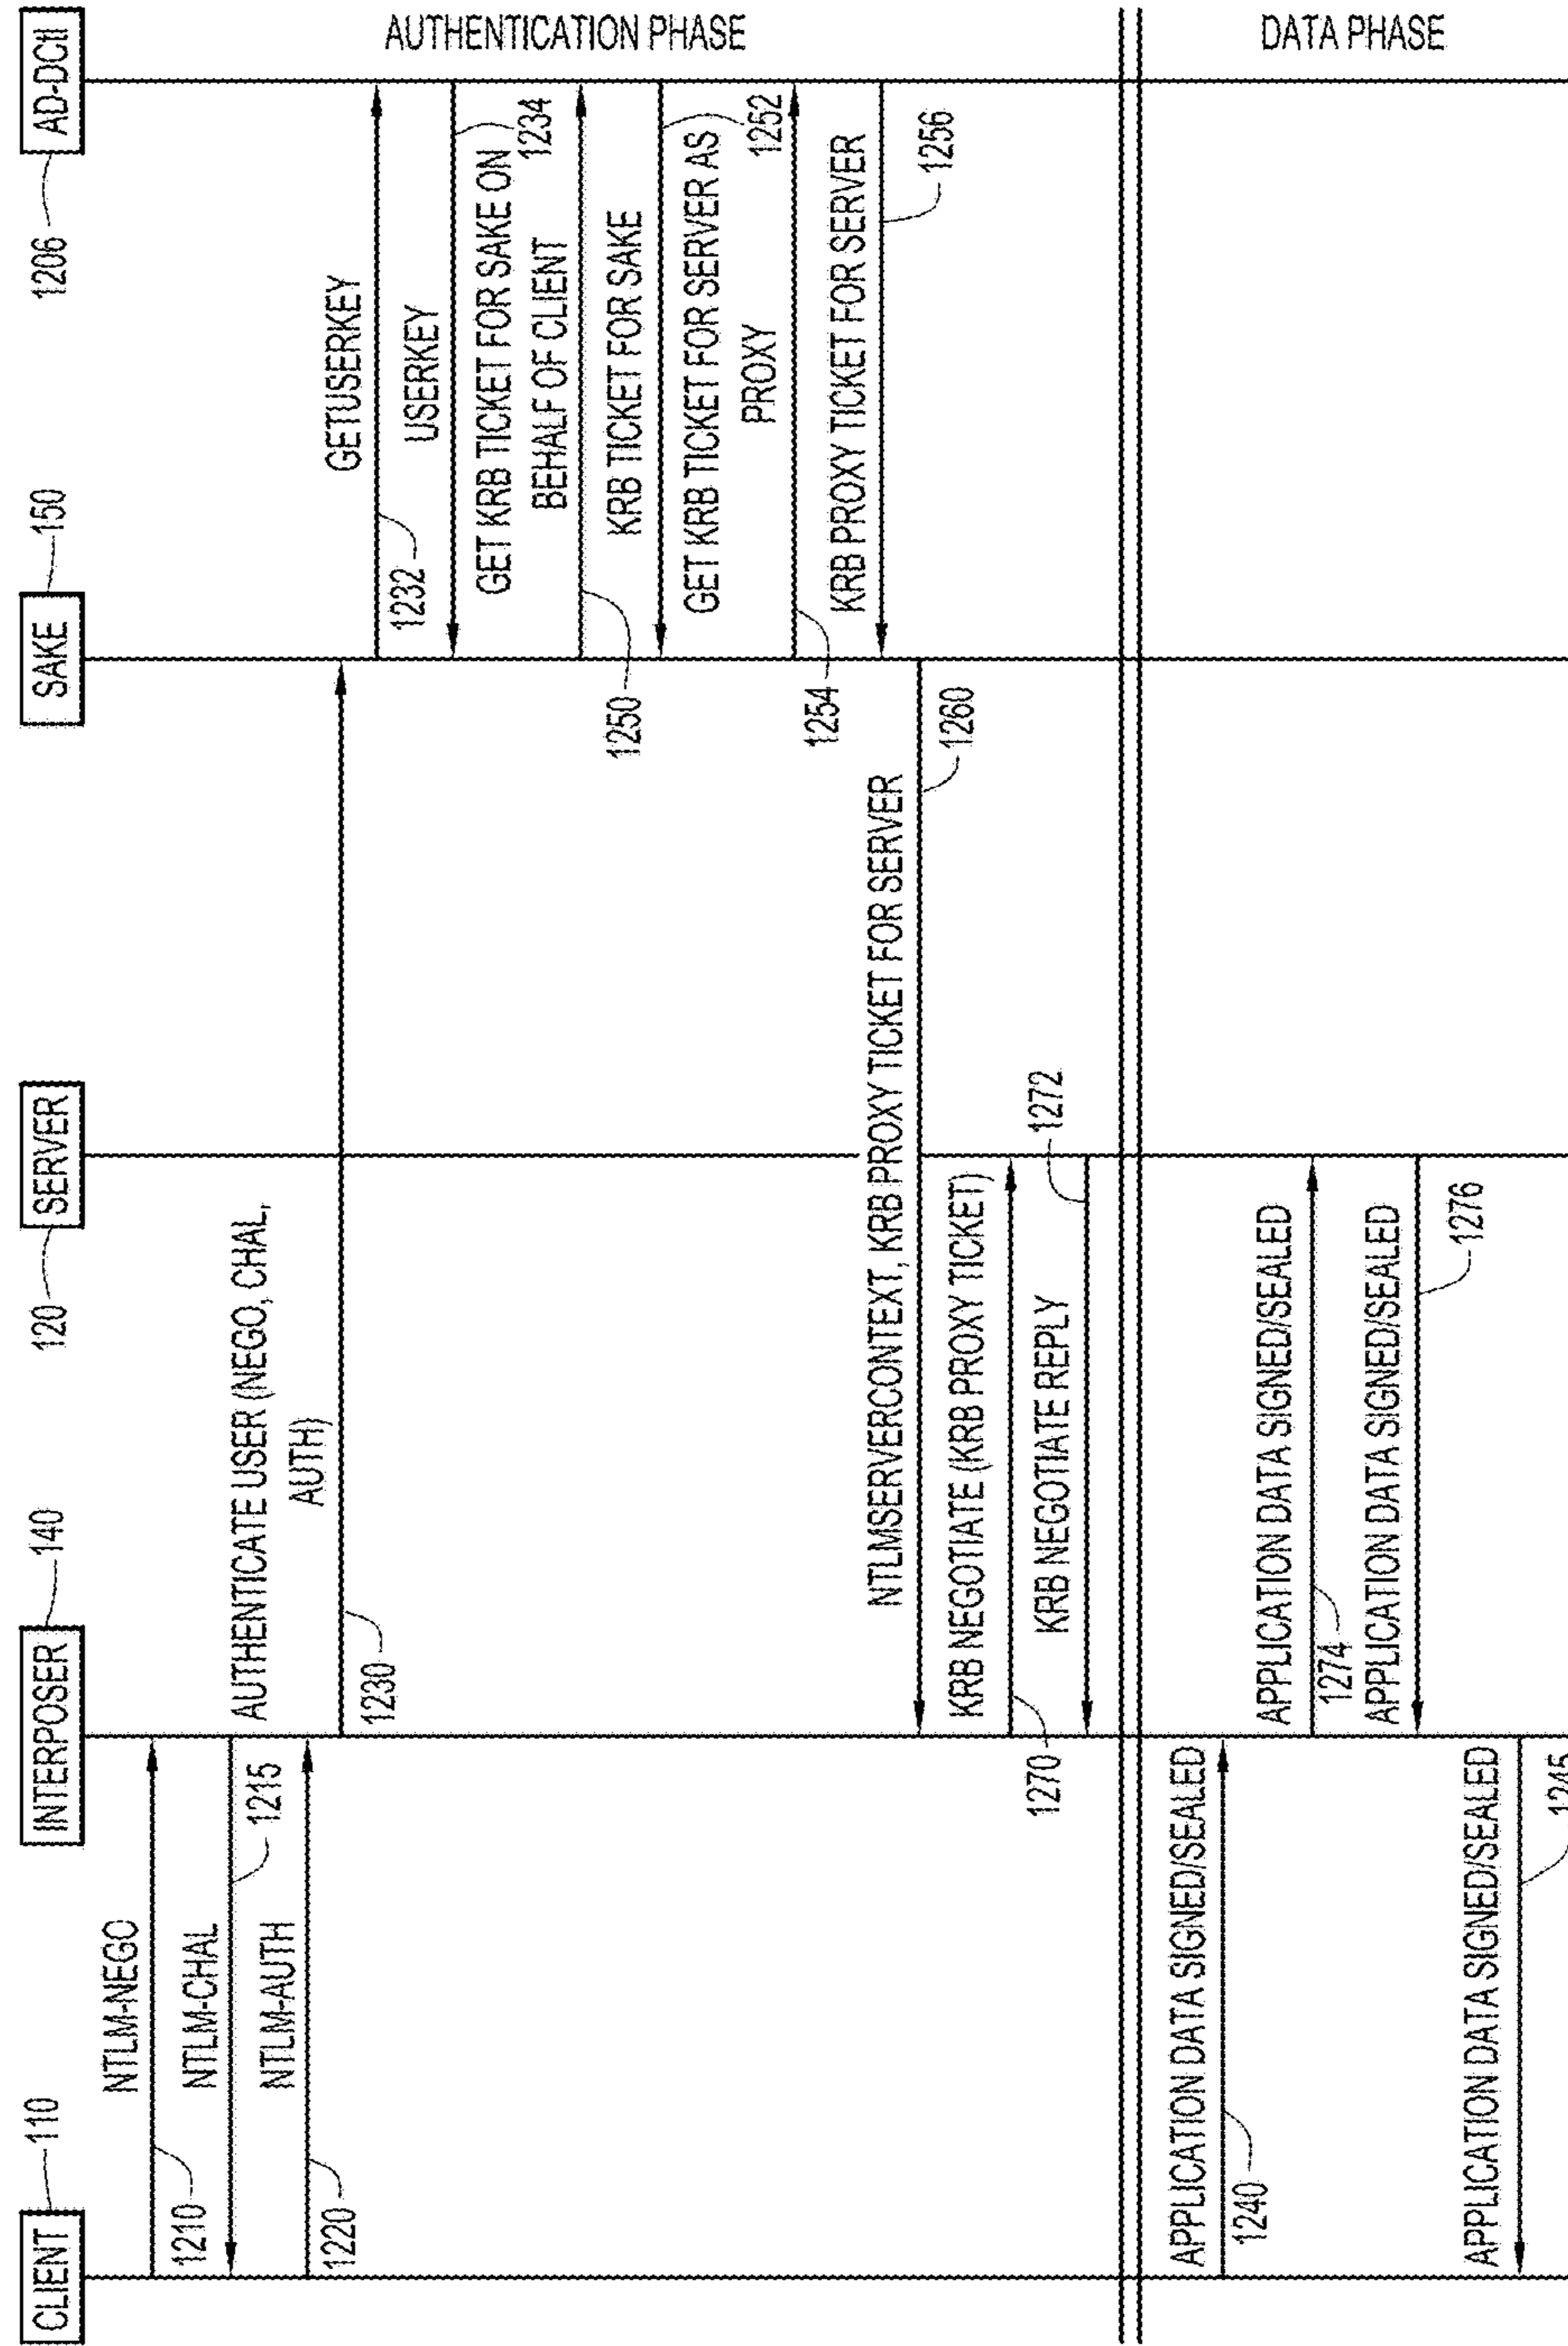 CLIENT
110
INTERPOSER
140
120
SERVER
SAKE
150
1206
AD-DCII
NTLM-NEGO
1210
NTLM-CHAL
1215
NTLM-AUTH
1220
AUTHENTICATE USER (NEGO, CHAL,
AUTH)
1230
GETUSERKEY
1232
USERKEY
1234
GET KRB TICKET FOR SAKE ON
BEHALF OF CLIENT
1250
KRB TICKET FOR SAKE
1252
GET KRB TICKET FOR SERVER AS
PROXY
1254
KRB PROXY TICKET FOR SERVER
1256
NTLMSERVERCONTEXT, KRB PROXY TICKET FOR SERVER
1260
KRB NEGOTIATE (KRB PROXY TICKET)
1270
KRB NEGOTIATE REPLY
1272
AUTHENTICATION PHASE
APPLICATION DATA SIGNED/SEALED
1240
APPLICATION DATA SIGNED/SEALED
1274
APPLICATION DATA SIGNED/SEALED
1276
APPLICATION DATA SIGNED/SEALED
1245
DATA PHASE